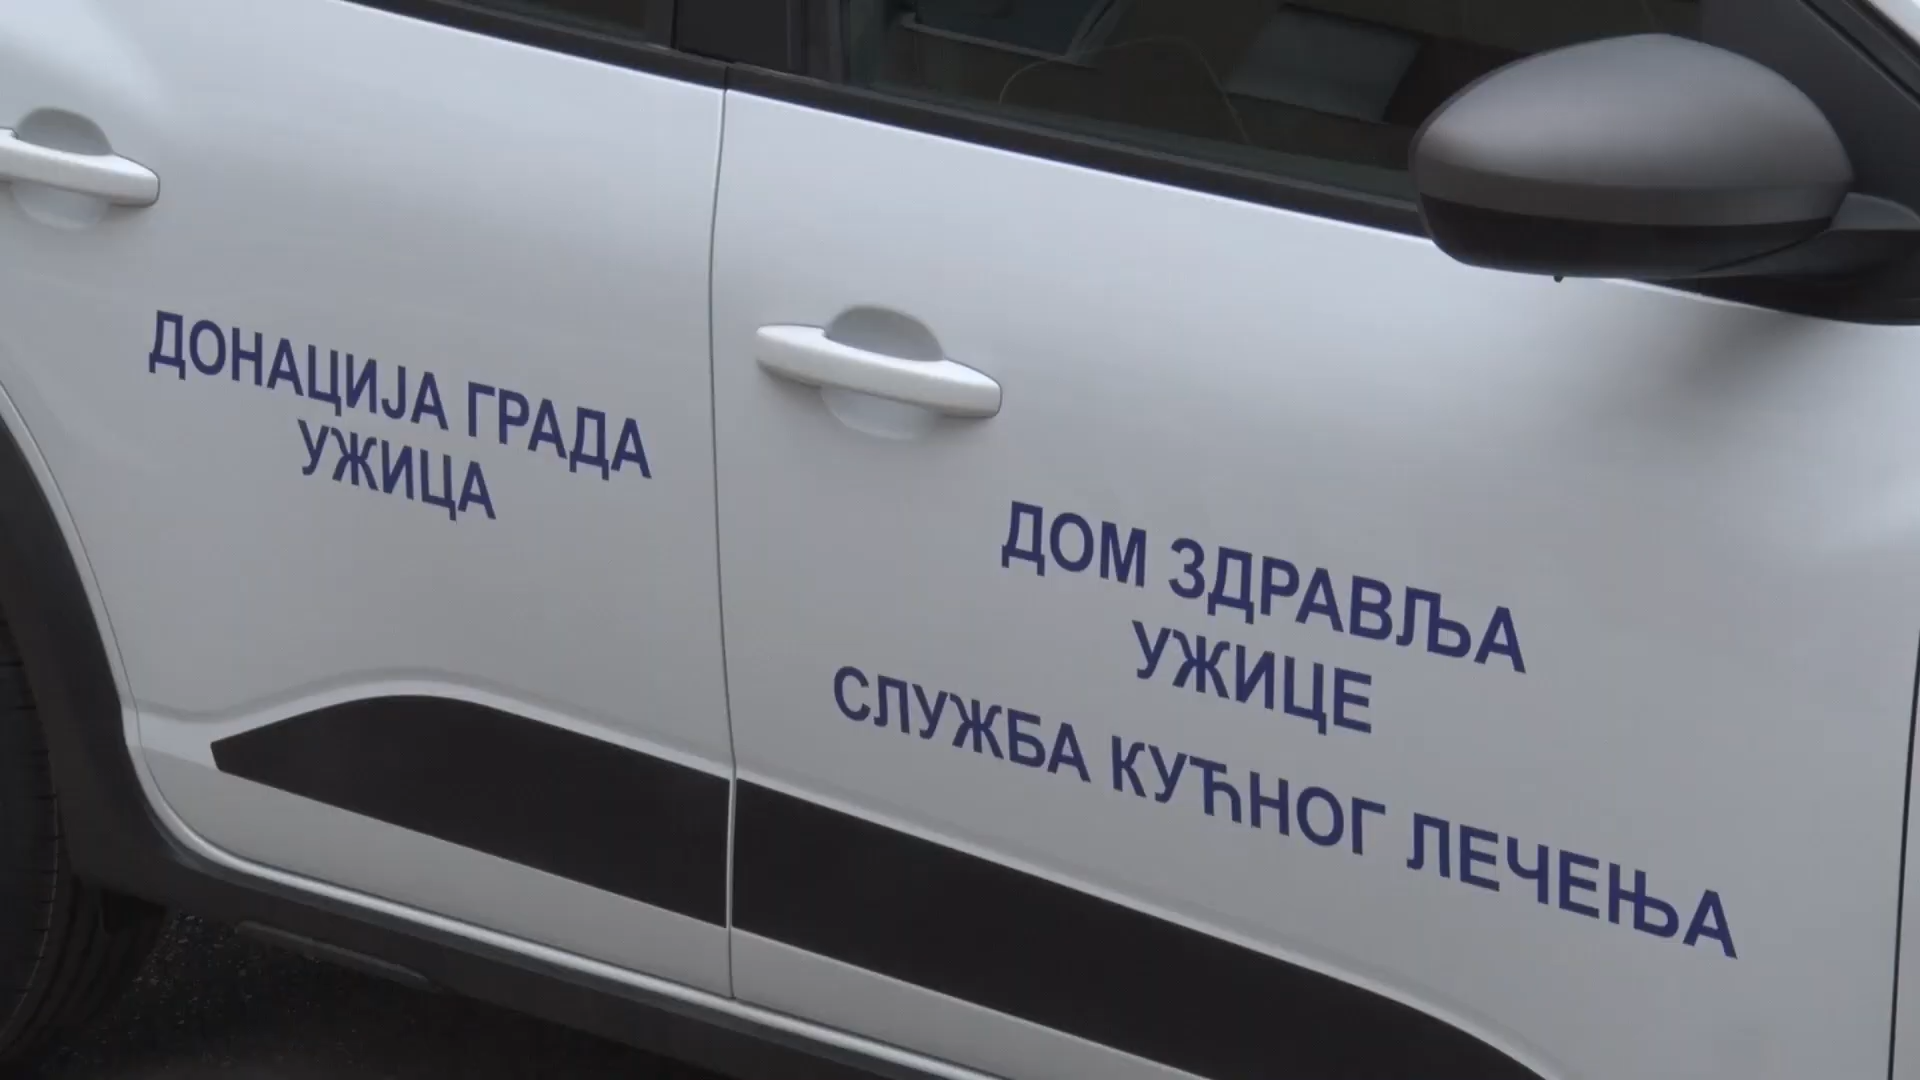 ДОНАЦИЈА ГРАДА
УЖИЦА
ДОМ ЗДРАВЉА
УЖИЦЕ
СЛУЖБА КУЋНОГ ЛЕЧЕЊА